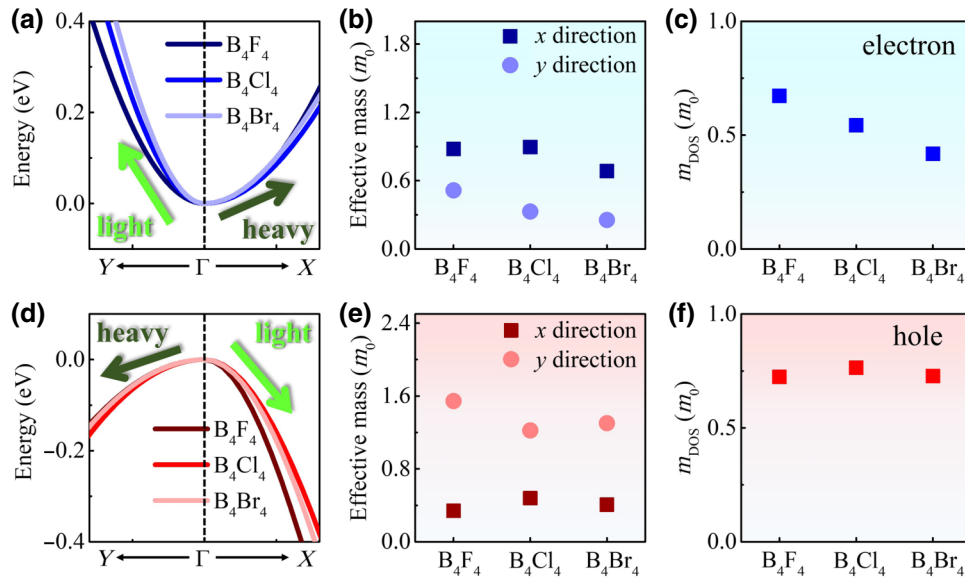 (a)
0.4
0.2
0.0
Energy (eV)
B₄F₄
B₄Cl₄
B₄Br₄
light
heavy
Y
Γ
X
(b)
1.8
1.2
0.6
0.0
Effective mass (m₀)
x direction
y direction
B₄F₄
B₄Cl₄
B₄Br₄
(c)
1.0
0.5
0.0
m_DOS (m₀)
electron
B₄F₄
B₄Cl₄
B₄Br₄
(d)
0.0
−0.2
−0.4
Energy (eV)
heavy
light
B₄F₄
B₄Cl₄
B₄Br₄
Y
Γ
X
(e)
2.4
1.6
0.8
0.0
Effective mass (m₀)
x direction
y direction
B₄F₄
B₄Cl₄
B₄Br₄
(f)
1.0
0.5
0.0
m_DOS (m₀)
hole
B₄F₄
B₄Cl₄
B₄Br₄